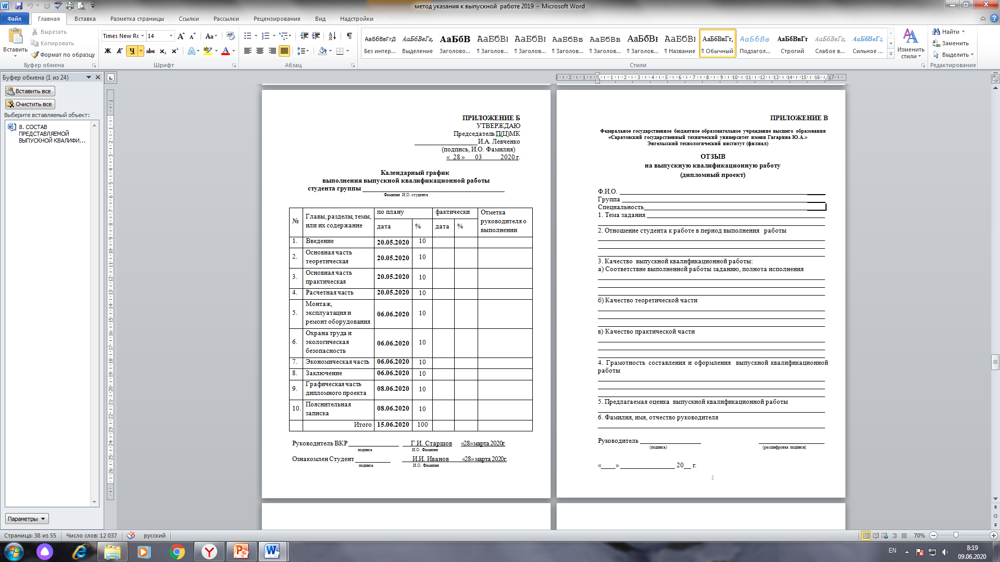 метод указания к выпускной работе 2019 - Microsoft Word
Файл Главная Вставка Разметка страницы Ссылки Рассылки Рецензирование Вид Надстройки
Вставить
Вырезать
Копировать
Формат по образцу
Буфер обмена
Times New Ro 14
Ж К Ч abc x₂ x² A ab A
Шрифт
Абзац
АаБбВвГгД АаБбВвГг, АаБбВ АаБбВ АаБбВ АаБбВв АаБбВв АаБбВ АаБбВ АаБбВвГг, АаБбВв АаБбВвГг АаБбВвГг, АаБбВвГг,
Без интер... Выделение Заголово... ¶ Заголов... ¶ Заголов... ¶ Заголов... ¶ Заголов... ¶ Заголов... ¶ Название ¶ Обычный Подзагол... Строгий Слабое в... Сильное ...
Стили
Изменить стили
Найти
Заменить
Выделить
Редактирование
Буфер обмена (1 из 24)
Вставить все
Очистить все
Выберите вставляемый объект:
8. СОСТАВ
ПРЕДСТАВЛЯЕМОЙ
ВЫПУСКНОЙ КВАЛИФИ...
Параметры
ПРИЛОЖЕНИЕ Б
УТВЕРЖДАЮ
Председатель П(Ц)МК
__________________И.А. Левченко
(подпись, И.О. Фамилия)
« 28 » 03 2020 г.
Календарный график
выполнения выпускной квалификационной работы
студента группы _______________________________________
Фамилия И.О. студента
№ Главы, разделы, темы, или их содержание по плану фактически Отметка руководителя о выполнении
дата % дата %
1. Введение 20.05.2020 10
2. Основная часть теоретическая 20.05.2020 10
3. Основная часть практическая 20.05.2020 10
4. Расчетная часть 20.05.2020 10
5. Монтаж, эксплуатация и ремонт оборудования 06.06.2020 10
6. Охрана труда и экологическая безопасность 06.06.2020 10
7. Экономическая часть 06.06.2020 10
8. Заключение 06.06.2020 10
9. Графическая часть дипломного проекта 08.06.2020 10
10. Пояснительная записка 08.06.2020 10
Итого 15.06.2020 100
Руководитель ВКР ______________ Г.И. Старшов «28»марта 2020г.
подпись И.О. Фамилия
Ознакомлен Студент __________ И.И. Иванов «28» марта 2020г.
подпись И.О. Фамилия
ПРИЛОЖЕНИЕ В
Федеральное государственное бюджетное образовательное учреждение высшего образования
«Саратовский государственный технический университет имени Гагарина Ю.А.»
Энгельсский технологический институт (филиал)
ОТЗЫВ
на выпускную квалификационную работу
(дипломный проект)
Ф.И.О. ______________________________
Группа ______________________________
Специальность______________________________
1. Тема задания ______________________________
2. Отношение студента к работе в период выполнения работы
3. Качество выпускной квалификационной работы:
а) Соответствие выполненной работы заданию, полнота исполнения
б) Качество теоретической части
в) Качество практической части
4. Грамотность составления и оформления выпускной квалификационной
работы
5. Предлагаемая оценка выпускной квалификационной работы
6. Фамилия, имя, отчество руководителя
Руководитель _________________ __________________
(подпись) (расшифровка подписи)
«____» _______________ 20__ г.
2
Страница: 38 из 55 Число слов: 12 037 русский 70%
EN 8:19
09.06.2020